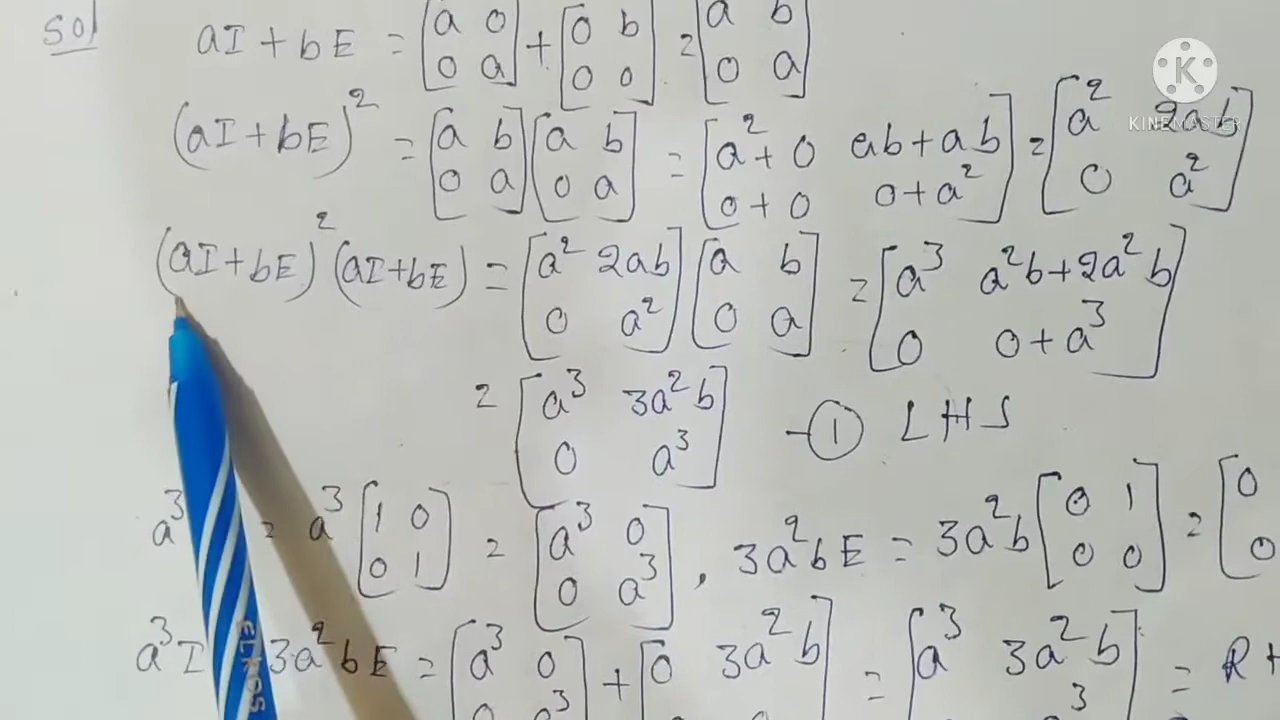 Sol
aI + bE = [a 0; 0 a] + [0 b; 0 0] = [a b; 0 a]
(aI + bE)² = [a b; 0 a] [a b; 0 a] = [a² + 0 ab + ab; 0 + 0 0 + a²] = [a² 2ab; 0 a²]
KINEMASTER
(aI + bE)² (aI + bE) = [a² 2ab; 0 a²] [a b; 0 a] = [a³ a²b + 2a²b; 0 0 + a³]
= [a³ 3a²b; 0 a³] - ① LHS
a³ = a³ [1 0; 0 1] = [a³ 0; 0 a³], 3a²bE = 3a²b [0 1; 0 0] = [0; 0
a³I 3a²bE = [a³ 0; a³] + [0 3a²b] = [a³ 3a²b; ³] = R
ELKOS